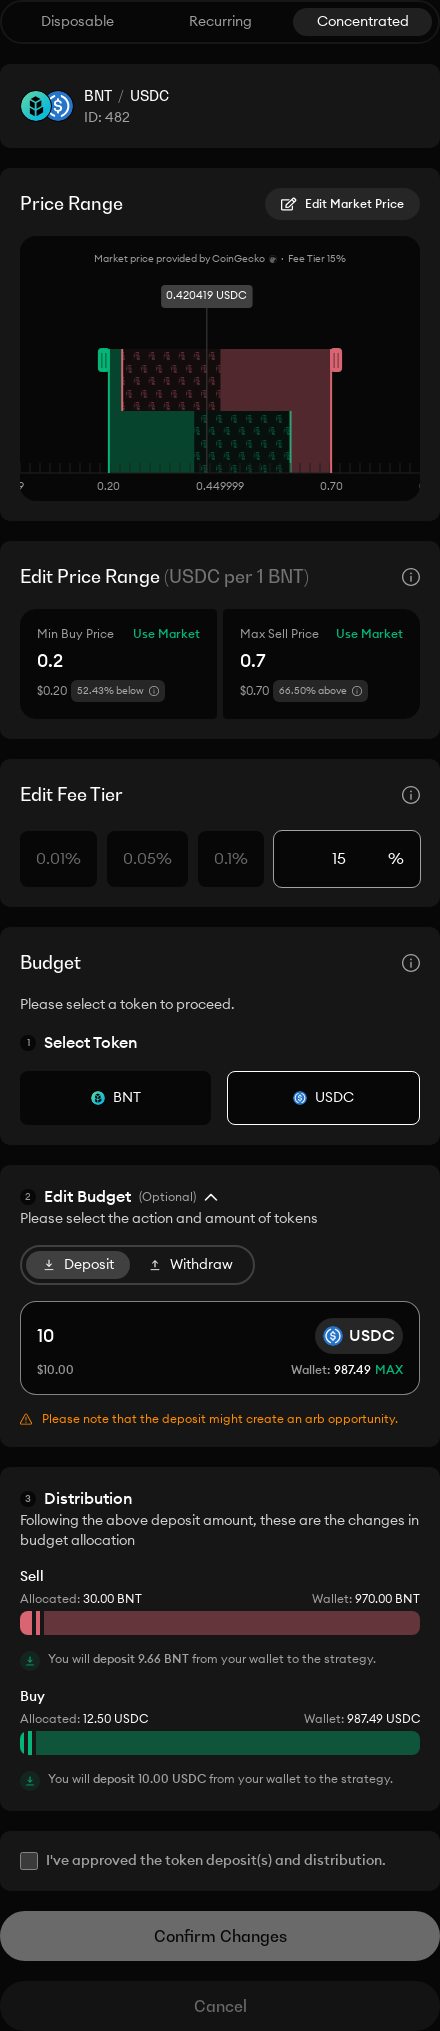 Disposable Recurring Concentrated
BNT / USDC
ID: 482
Price Range
Edit Market Price
Market price provided by CoinGecko · Fee Tier 15%
0.420419 USDC
0.20 0.449999 0.70
Edit Price Range (USDC per 1 BNT)
Min Buy Price Use Market
0.2
$0.20 52.43% below
Max Sell Price Use Market
0.7
$0.70 66.50% above
Edit Fee Tier
0.01% 0.05% 0.1% 15 %
Budget
Please select a token to proceed.
1 Select Token
BNT USDC
2 Edit Budget (Optional)
Please select the action and amount of tokens
Deposit Withdraw
10 USDC
$10.00 Wallet: 987.49 MAX
Please note that the deposit might create an arb opportunity.
3 Distribution
Following the above deposit amount, these are the changes in
budget allocation
Sell
Allocated: 30.00 BNT Wallet: 970.00 BNT
You will deposit 9.66 BNT from your wallet to the strategy.
Buy
Allocated: 12.50 USDC Wallet: 987.49 USDC
You will deposit 10.00 USDC from your wallet to the strategy.
I've approved the token deposit(s) and distribution.
Confirm Changes
Cancel